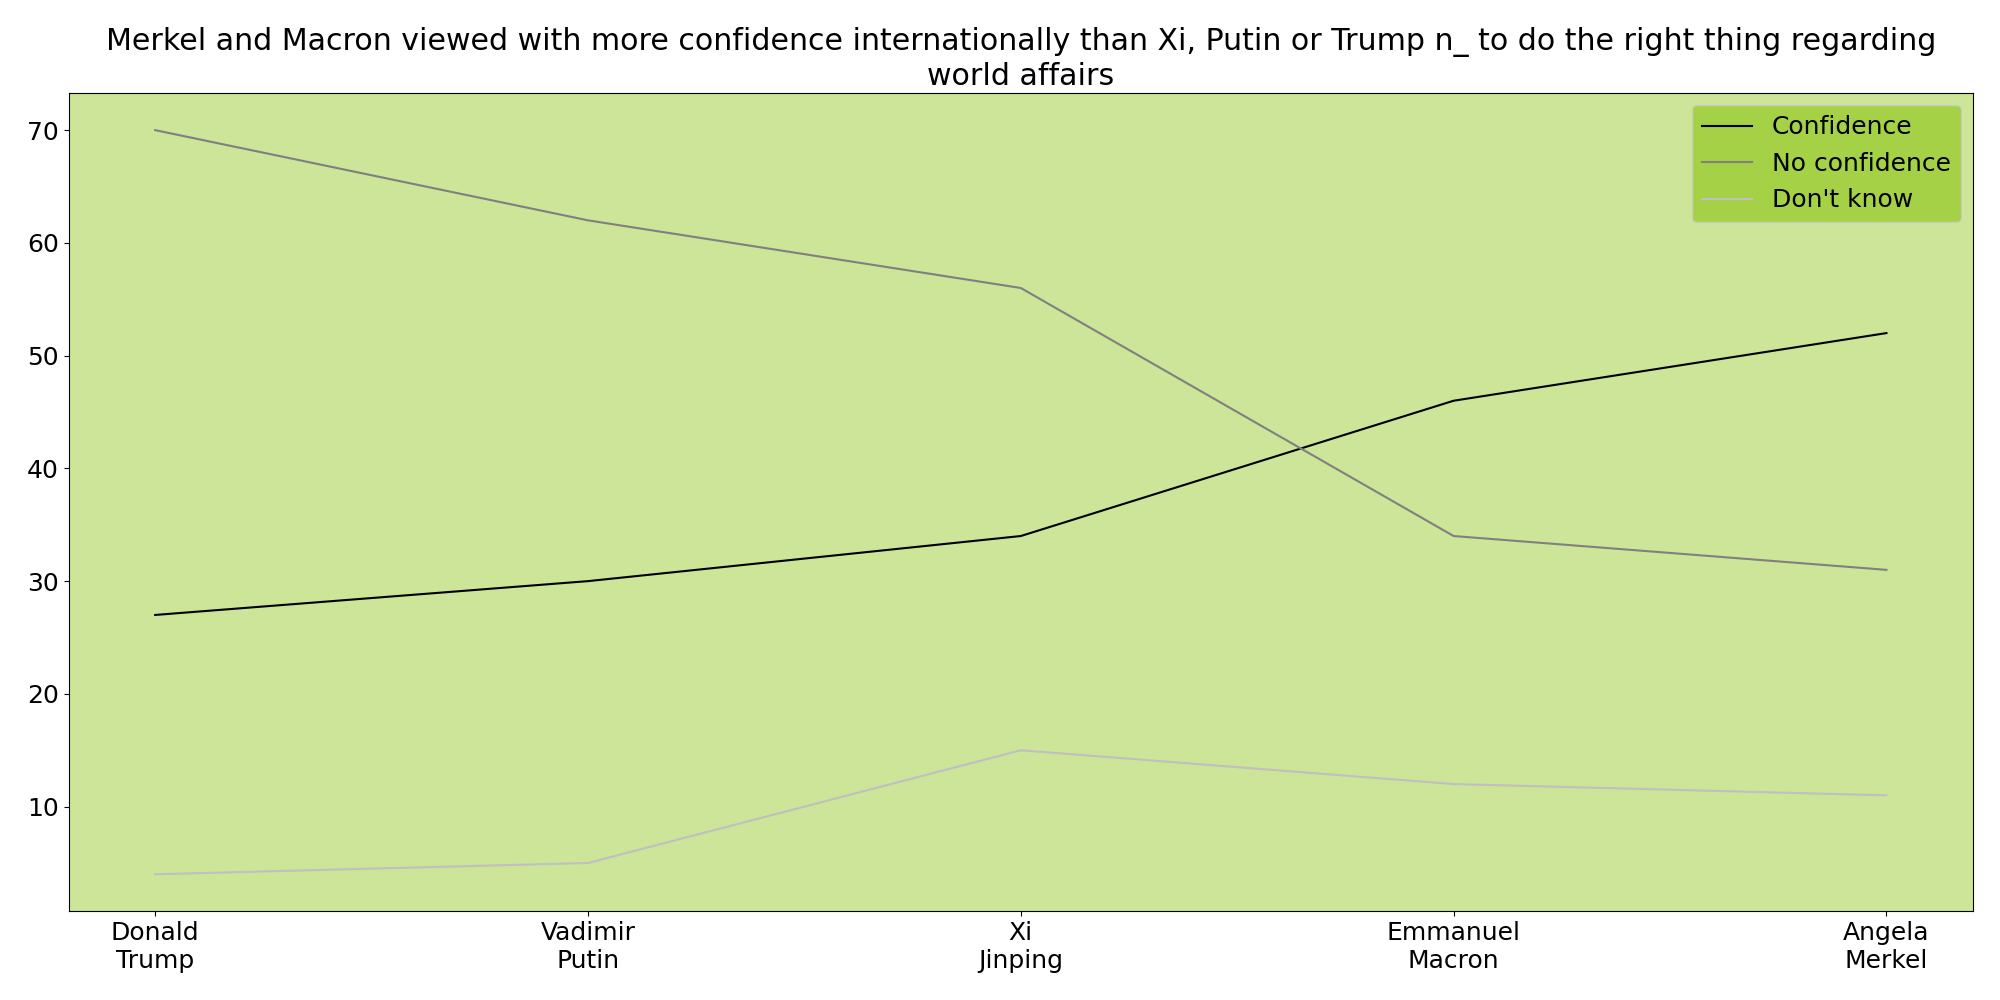 Merkel and Macron viewed with more confidence internationally than Xi, Putin or Trump n_ to do the right thing regarding
world affairs
Confidence
No confidence
Don't know
70
60
50
40
30
20
10
Donald
Trump
Vadimir
Putin
Xi
Jinping
Emmanuel
Macron
Angela
Merkel